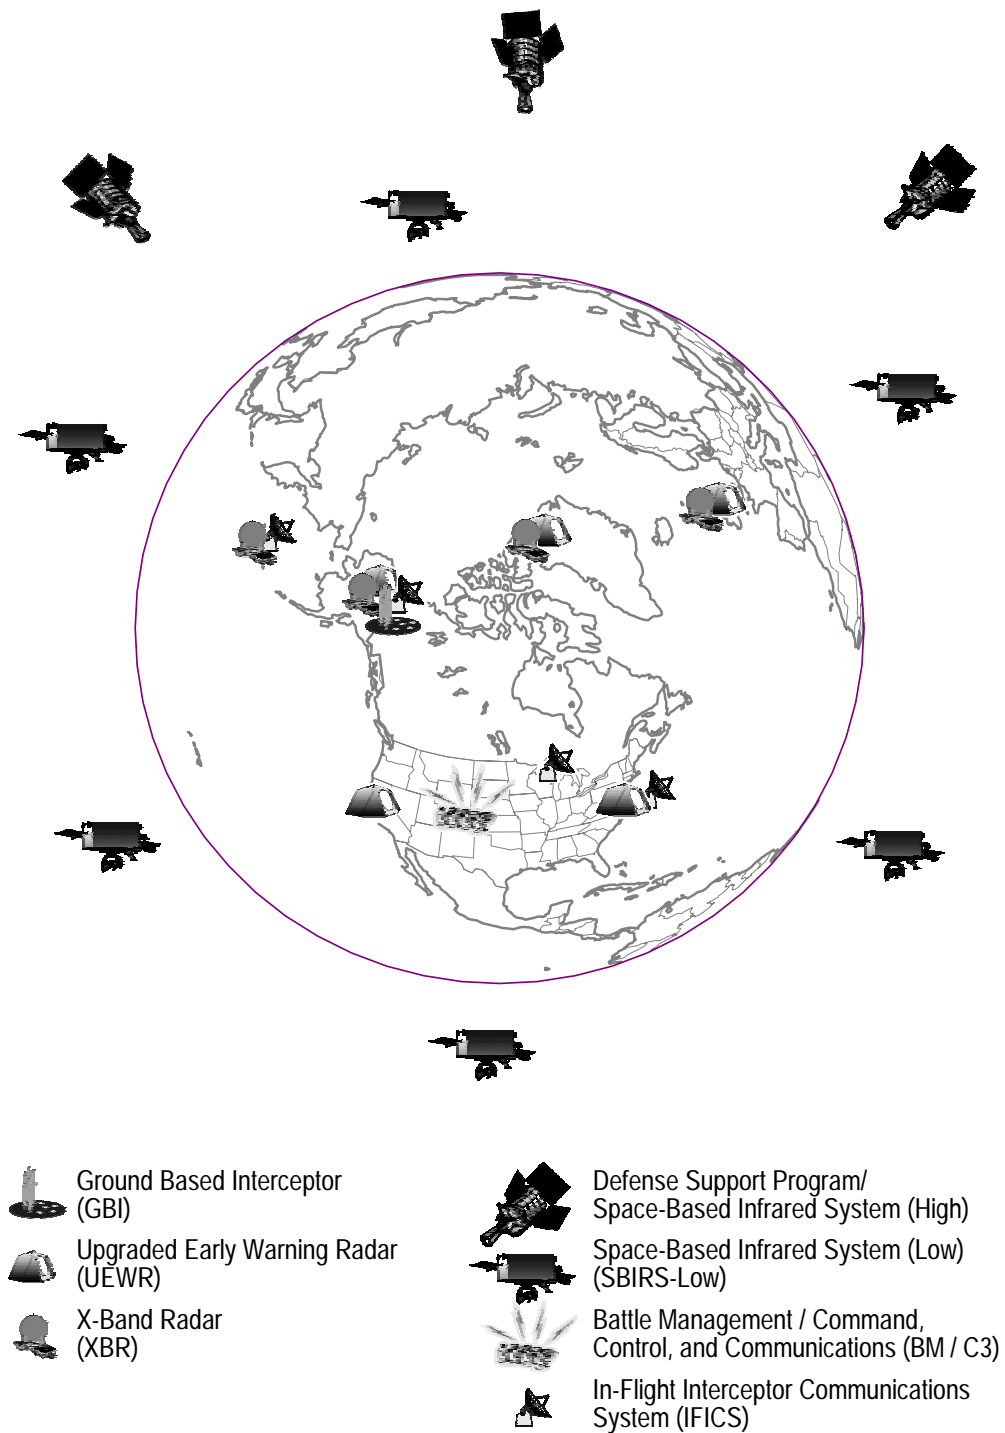 Ground Based Interceptor
(GBI)
Upgraded Early Warning Radar
(UEWR)
X-Band Radar
(XBR)
Defense Support Program/
Space-Based Infrared System (High)
Space-Based Infrared System (Low)
(SBIRS-Low)
Battle Management / Command,
Control, and Communications (BM / C3)
In-Flight Interceptor Communications
System (IFICS)